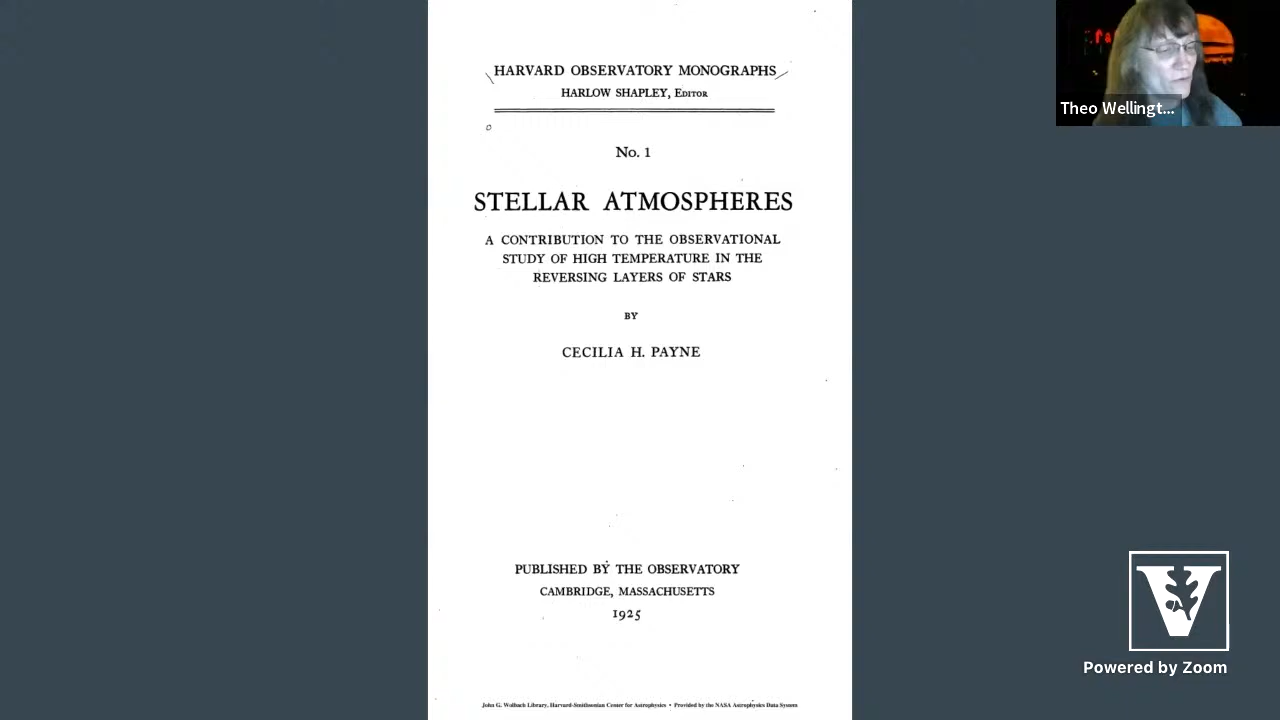 HARVARD OBSERVATORY MONOGRAPHS
HARLOW SHAPLEY, EDITOR
No. 1
STELLAR ATMOSPHERES
A CONTRIBUTION TO THE OBSERVATIONAL
STUDY OF HIGH TEMPERATURE IN THE
REVERSING LAYERS OF STARS
BY
CECILIA H. PAYNE
PUBLISHED BY THE OBSERVATORY
CAMBRIDGE, MASSACHUSETTS
1925
John G. Wolbach Library, Harvard-Smithsonian Center for Astrophysics • Provided by the NASA Astrophysics Data System
Theo Wellingt...
V
Powered by Zoom